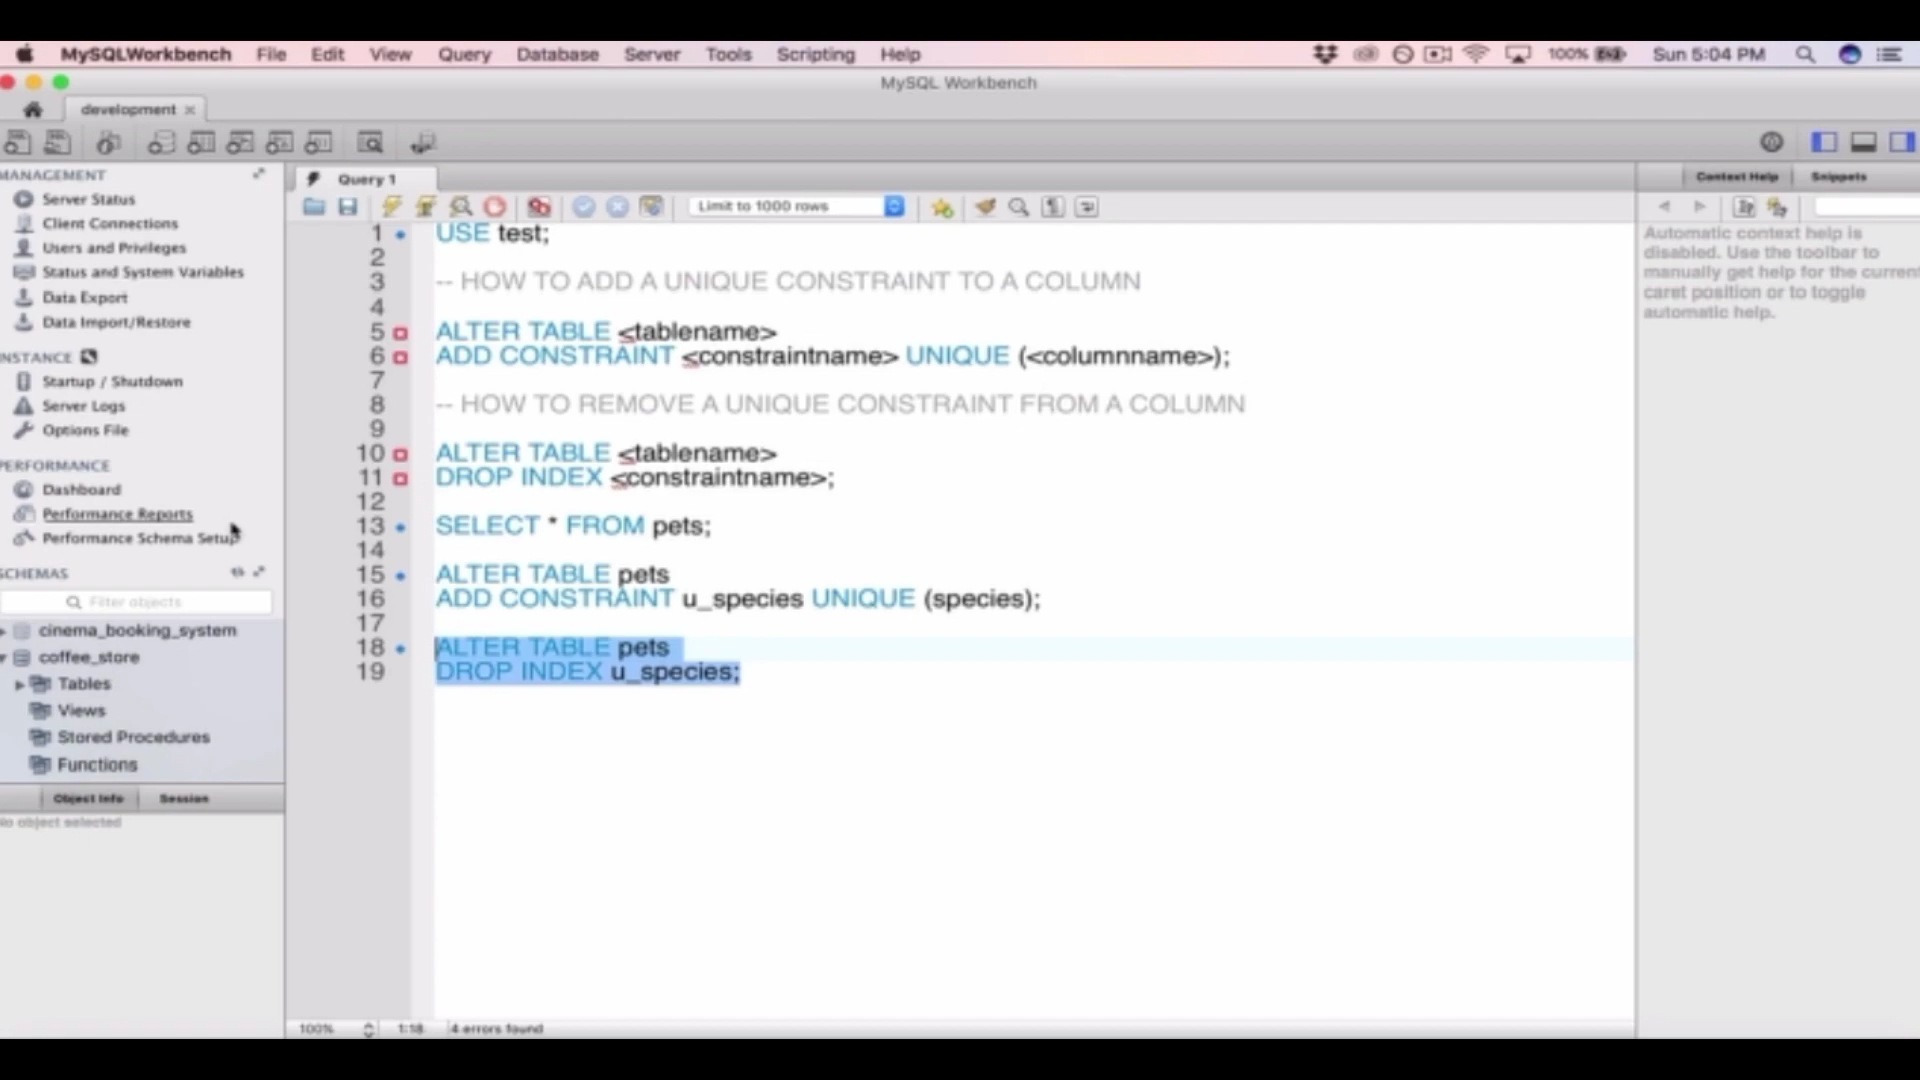 MySQLWorkbench File Edit View Query Database Server Tools Scripting Help 100% Sun 5:04 PM
MySQL Workbench
development
MANAGEMENT
Server Status
Client Connections
Users and Privileges
Status and System Variables
Data Export
Data Import/Restore
INSTANCE
Startup / Shutdown
Server Logs
Options File
PERFORMANCE
Dashboard
Performance Reports
Performance Schema Setup
SCHEMAS
Filter objects
cinema_booking_system
coffee_store
Tables
Views
Stored Procedures
Functions
Object Info Session
No object selected
Query 1
Limit to 1000 rows
1 USE test;
2
3 -- HOW TO ADD A UNIQUE CONSTRAINT TO A COLUMN
4
5 ALTER TABLE <tablename>
6 ADD CONSTRAINT <constraintname> UNIQUE (<columnname>);
7
8 -- HOW TO REMOVE A UNIQUE CONSTRAINT FROM A COLUMN
9
10 ALTER TABLE <tablename>
11 DROP INDEX <constraintname>;
12
13 SELECT * FROM pets;
14
15 ALTER TABLE pets
16 ADD CONSTRAINT u_species UNIQUE (species);
17
18 ALTER TABLE pets
19 DROP INDEX u_species;
100% 1:18 4 errors found
Context Help Snippets
Automatic context help is
disabled. Use the toolbar to
manually get help for the current
caret position or to toggle
automatic help.